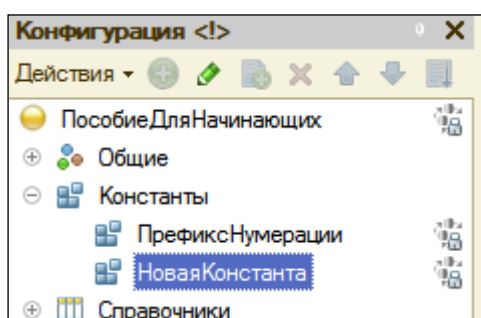 Конфигурация <!>
Действия
ПособиеДляНачинающих
Общие
Константы
ПрефиксНумерации
НоваяКонстанта
Справочники